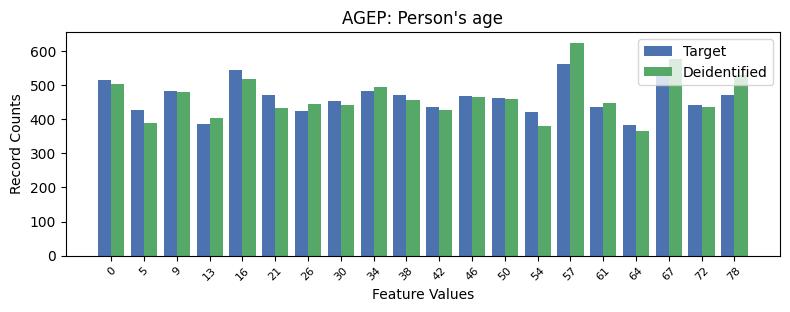 AGEP: Person's age
Record Counts
600
500
400
300
200
100
0
Target
Deidentified
0 5 9 13 16 21 26 30 34 38 42 46 50 54 57 61 64 67 72 78
Feature Values